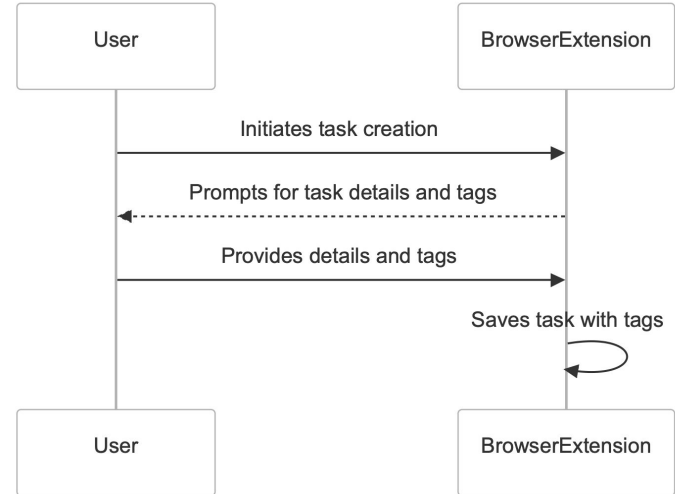 User
BrowserExtension
Initiates task creation
Prompts for task details and tags
Provides details and tags
Saves task with tags
User
BrowserExtension